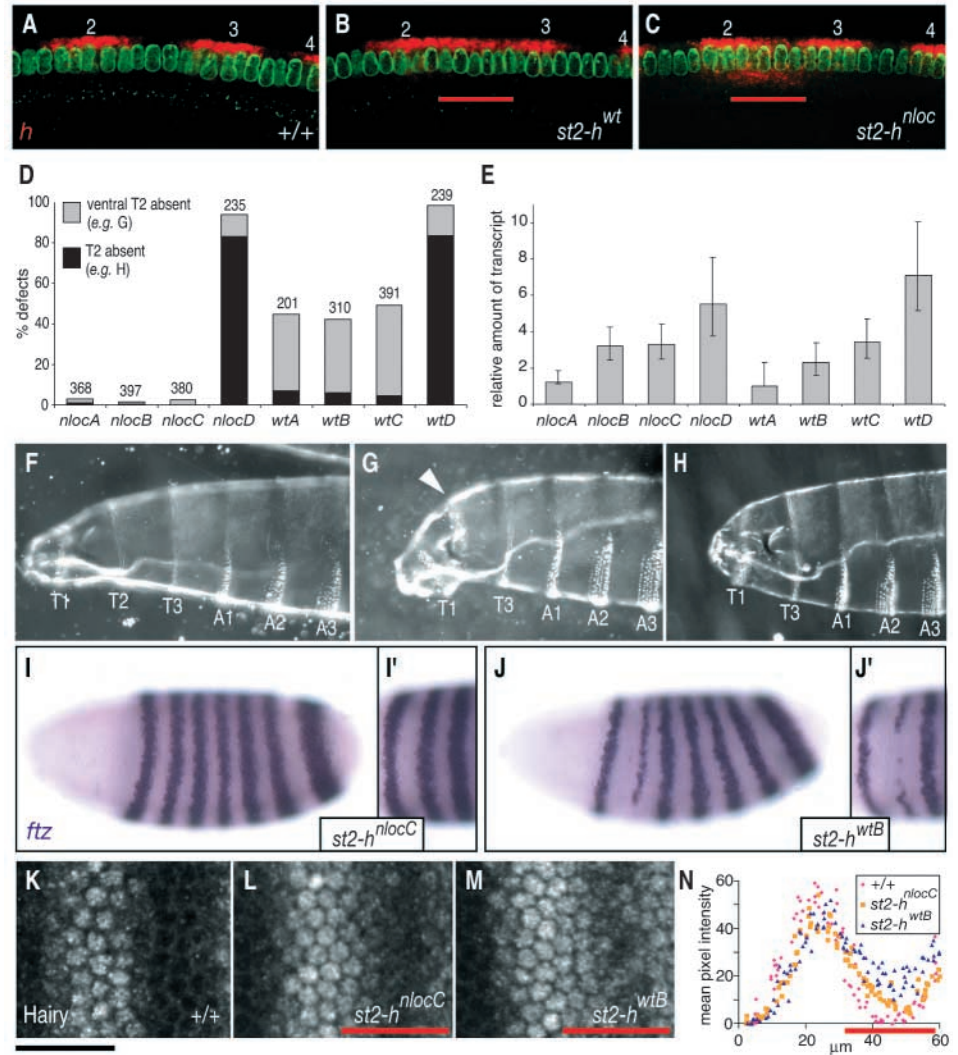 A
2
3
4
h
+/+
B
2
3
4
st2-h^wt
C
2
3
4
st2-h^nloc
D
% defects
100
80
60
40
20
0
ventral T2 absent
(e.g. G)
T2 absent
(e.g. H)
368
397
380
235
201
310
391
239
nlocA nlocB nlocC nlocD wtA wtB wtC wtD
E
relative amount of transcript
10
8
6
4
2
0
nlocA nlocB nlocC nlocD wtA wtB wtC wtD
F
T1 T2 T3 A1 A2 A3
G
T1 T3 A1 A2 A3
H
T1 T3 A1 A2 A3
I
I'
ftz
st2-h^nlocC
J
J'
st2-h^wtB
K
Hairy
+/+
L
st2-h^nlocC
M
st2-h^wtB
N
mean pixel intensity
60
40
20
0
+/+
st2-h^nlocC
st2-h^wtB
0 20 40 60
μm